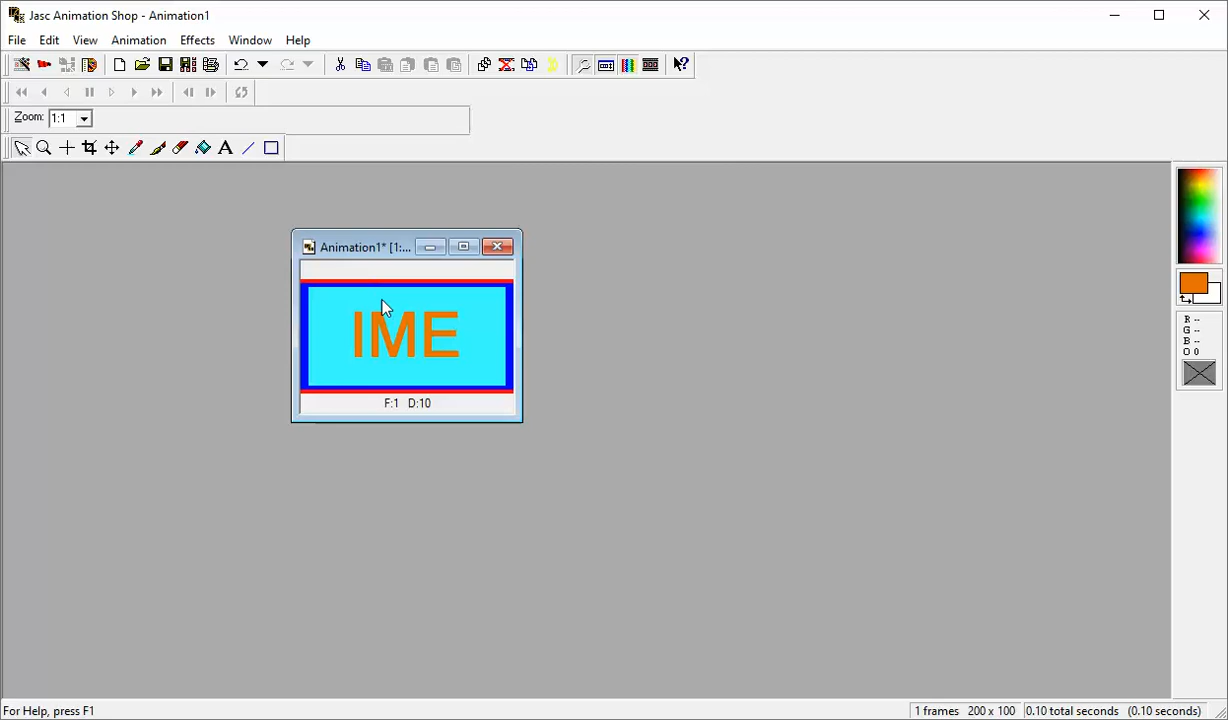 Jasc Animation Shop - Animation1
File Edit View Animation Effects Window Help
Zoom: 1:1
A
Animation1* [1:...
IME
F:1 D:10
R --
G --
B --
O 0
For Help, press F1
1 frames 200 x 100 0.10 total seconds (0.10 seconds)